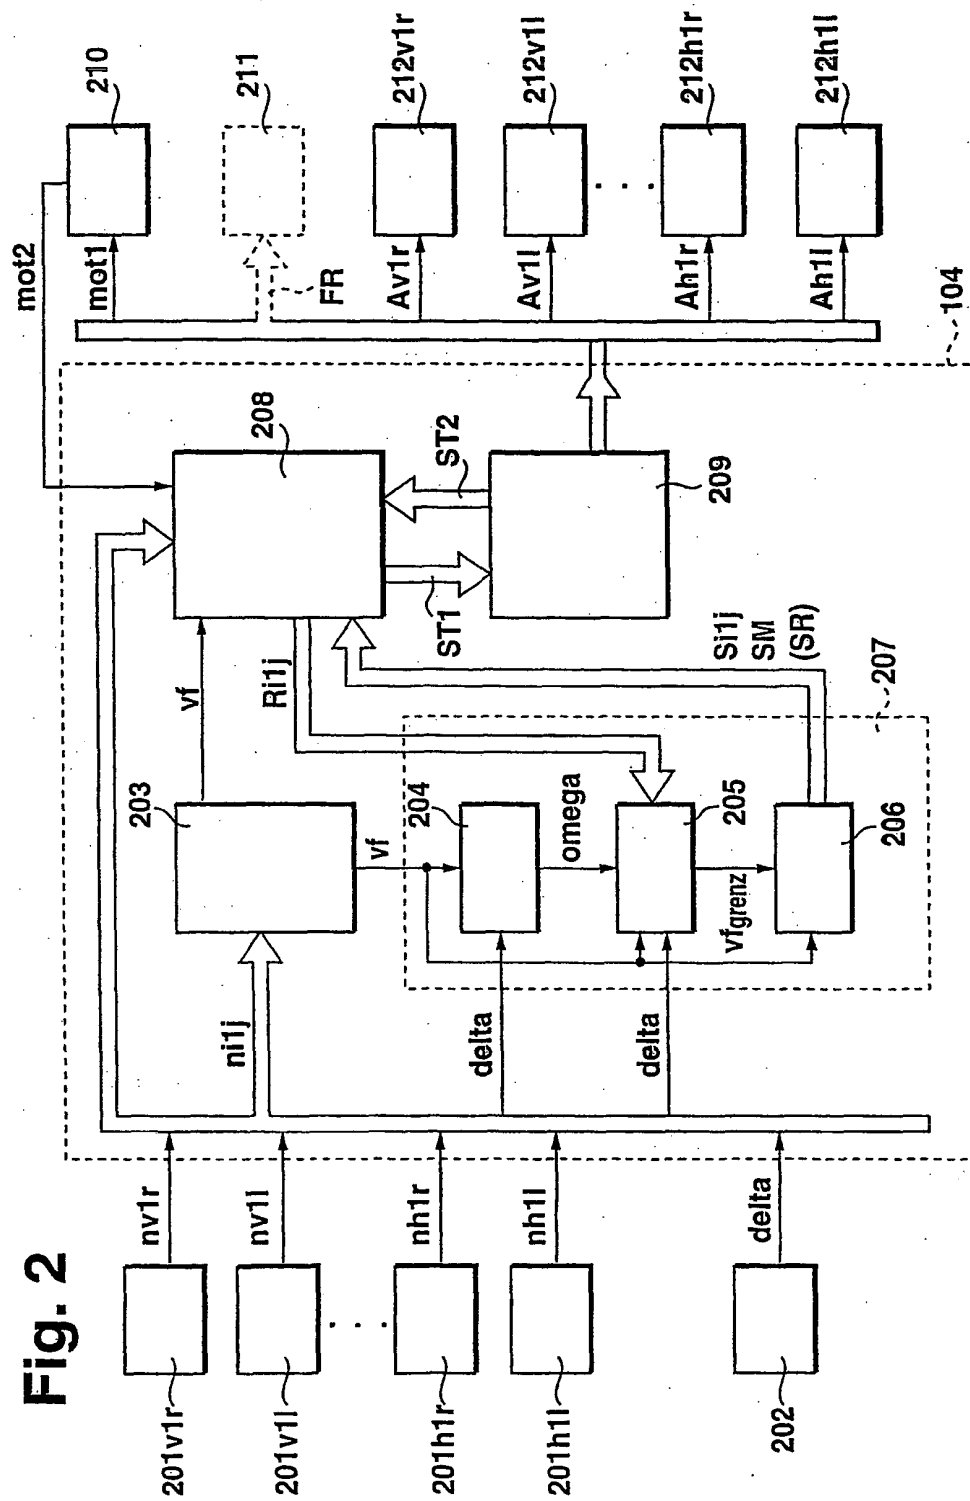 Fig. 2
201v1r
nv1r
201v1l
nv1l
. . .
201h1r
nh1r
201h1l
nh1l
202
delta
ni1j
delta
delta
203
vf
vf
204
omega
205
vfgrenz
206
207
Ri1j
Si1j
SM
(SR)
208
ST1
ST2
209
104
mot2
mot1
210
FR
211
Av1r
212v1r
Av1l
212v1l
. . .
Ah1r
212h1r
Ah1l
212h1l